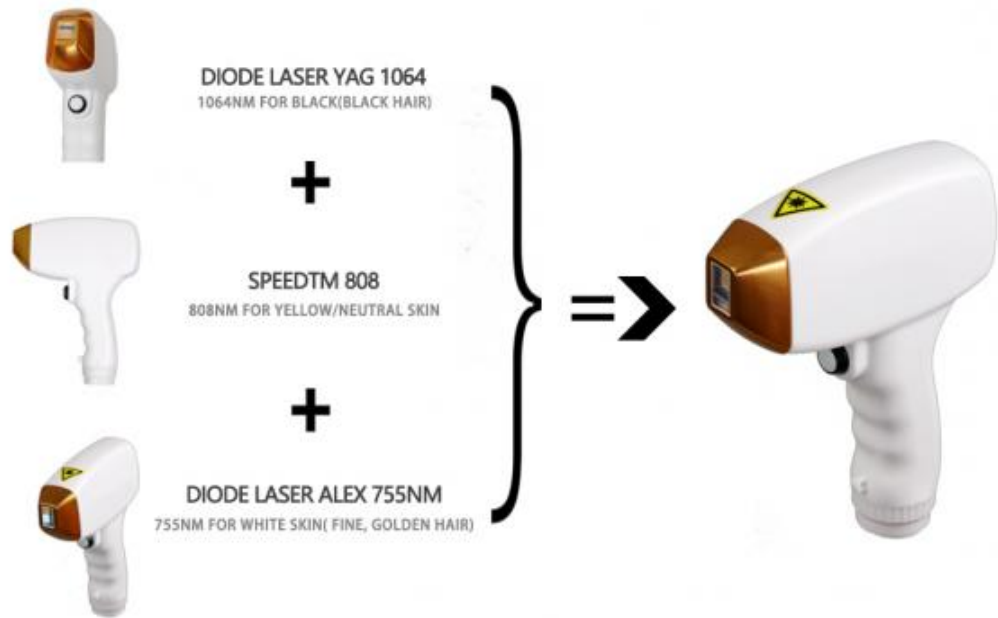 DIODE LASER YAG 1064
1064NM FOR BLACK(BLACK HAIR)
+
SPEEDTM 808
808NM FOR YELLOW/NEUTRAL SKIN
+
DIODE LASER ALEX 755NM
755NM FOR WHITE SKIN( FINE, GOLDEN HAIR)
=